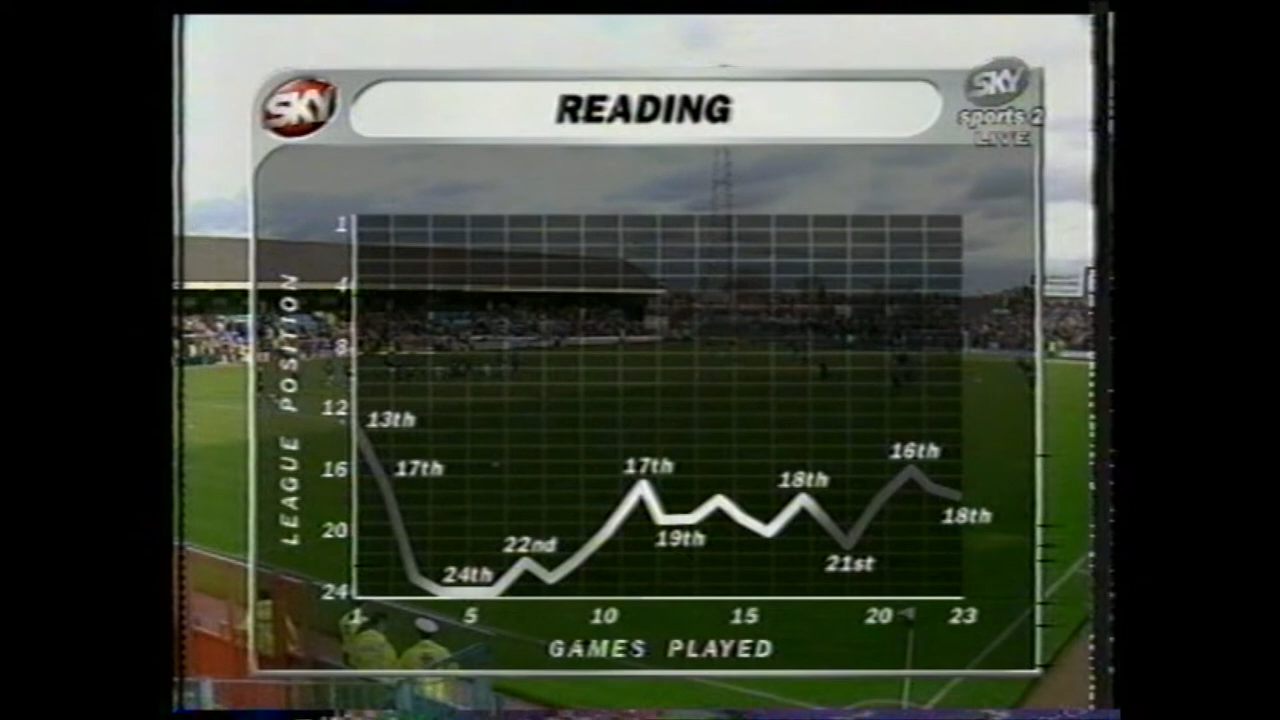 SKY
READING
SKY
sports 2
LIVE
LEAGUE POSITION
1
4
8
12
16
20
24
13th
17th
24th
22nd
17th
19th
18th
21st
16th
18th
1
5
10
15
20
23
GAMES PLAYED